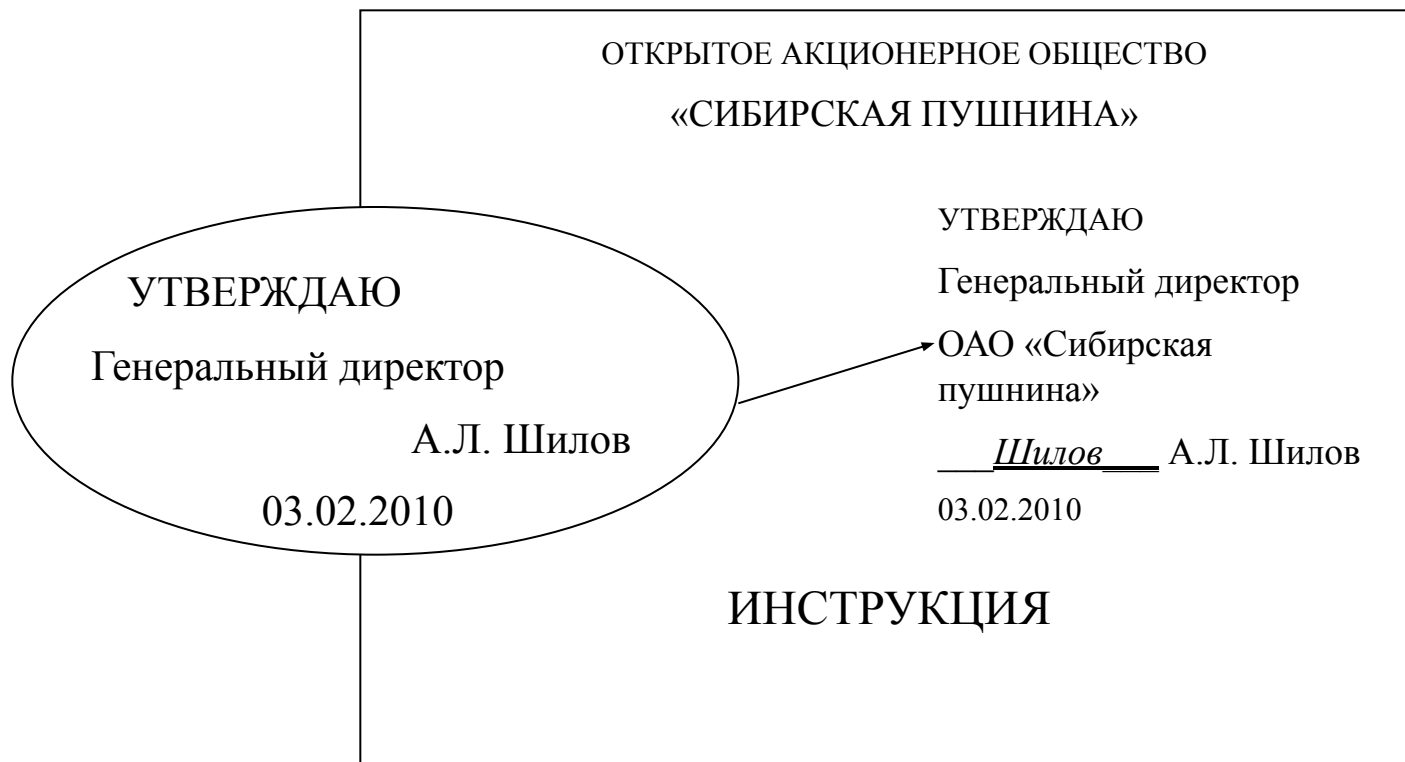 ОТКРЫТОЕ АКЦИОНЕРНОЕ ОБЩЕСТВО
«СИБИРСКАЯ ПУШНИНА»
УТВЕРЖДАЮ
Генеральный директор
А.Л. Шилов
03.02.2010
УТВЕРЖДАЮ
Генеральный директор
ОАО «Сибирская
пушнина»
___Шилов___ А.Л. Шилов
03.02.2010
ИНСТРУКЦИЯ